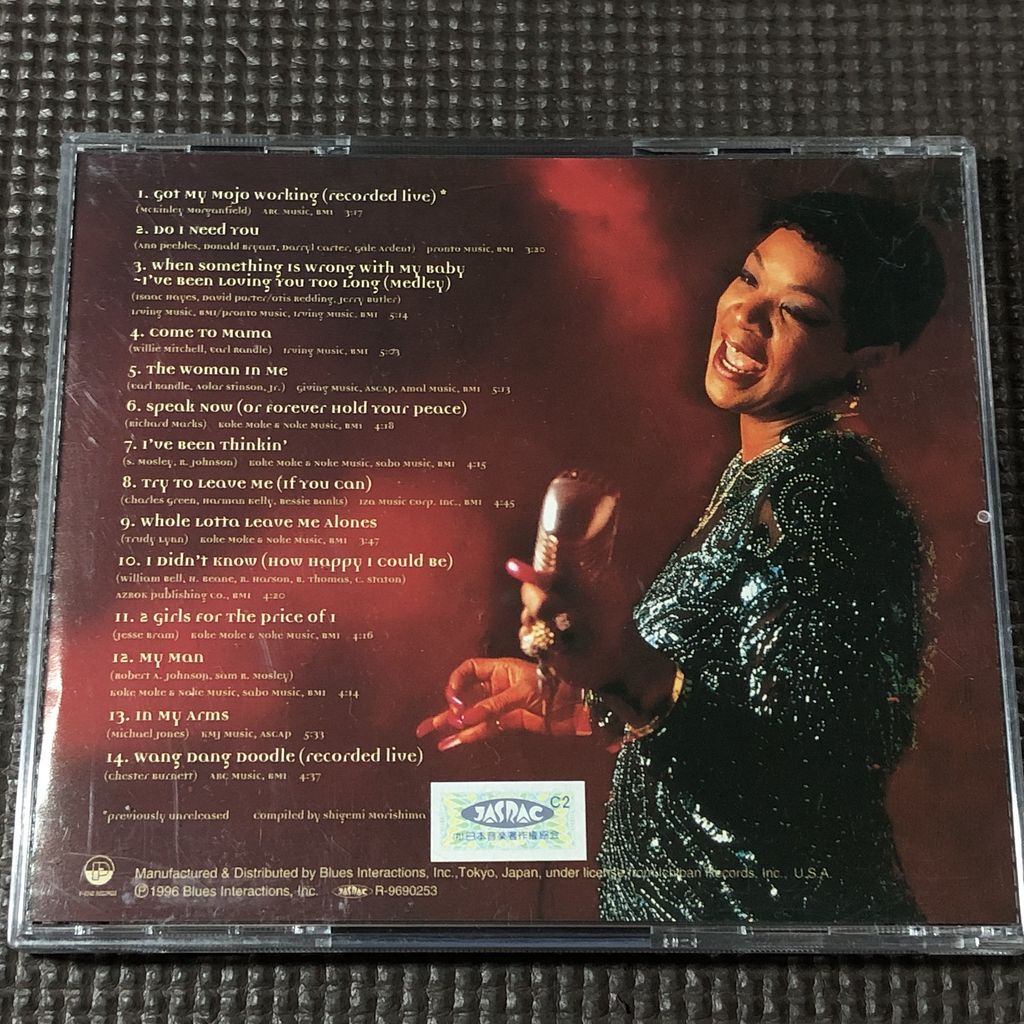 1. Got My Mojo Working (recorded live) *
(McKinley Morganfield) ARC Music, BMI 3:17
2. Do I Need You
(Ann Peebles, Donald Bryant, Darryl Carter, Gale Ardent) Pronto Music, BMI 3:20
3. When Something Is Wrong With My Baby
~I've Been Loving You Too Long (Medley)
(Isaac Hayes, David Porter/Otis Redding, Jerry Butler)
Irving Music, BMI/Pronto Music, Irving Music, BMI 5:14
4. Come To Mama
(Willie Mitchell, Earl Randle) Irving Music, BMI 5:03
5. The Woman In Me
(Earl Randle, Aolar Stinson, Jr.) Giving Music, ASCAP, Amal Music, BMI 5:13
6. Speak Now (Or Forever Hold Your Peace)
(Richard Marks) Koke Moke & Noke Music, BMI 4:18
7. I've Been Thinkin'
(S. Mosley, R. Johnson) Koke Moke & Noke Music, Sabo Music, BMI 4:15
8. Try To Leave Me (If You Can)
(Charles Green, Harman Kelly, Bessie Banks) Iza Music Corp. Inc., BMI 4:45
9. Whole Lotta Leave Me Alones
(Trudy Lynn) Koke Moke & Noke Music, BMI 3:47
10. I Didn't Know (How Happy I Could Be)
(William Bell, H. Beane, R. Harson, B. Thomas, C. Staton)
AZROK Publishing Co., BMI 4:20
11. 2 Girls For The Price Of 1
(Jesse Bram) Koke Moke & Noke Music, BMI 4:16
12. My Man
(Robert A. Johnson, Sam R. Mosley)
Koke Moke & Noke Music, Sabo Music, BMI 4:14
13. In My Arms
(Michael Jones) KMJ Music, ASCAP 5:33
14. Wang Dang Doodle (recorded live)
(Chester Burnett) ARC Music, BMI 4:37
*previously unreleased Compiled by Shigemi Morishima
JASRAC C2
日本音楽著作権協会
Manufactured & Distributed by Blues Interactions, Inc.,Tokyo, Japan, under license from Ichiban Records, Inc., U.S.A.
Ⓟ©1996 Blues Interactions, Inc. JASRAC R-9690253